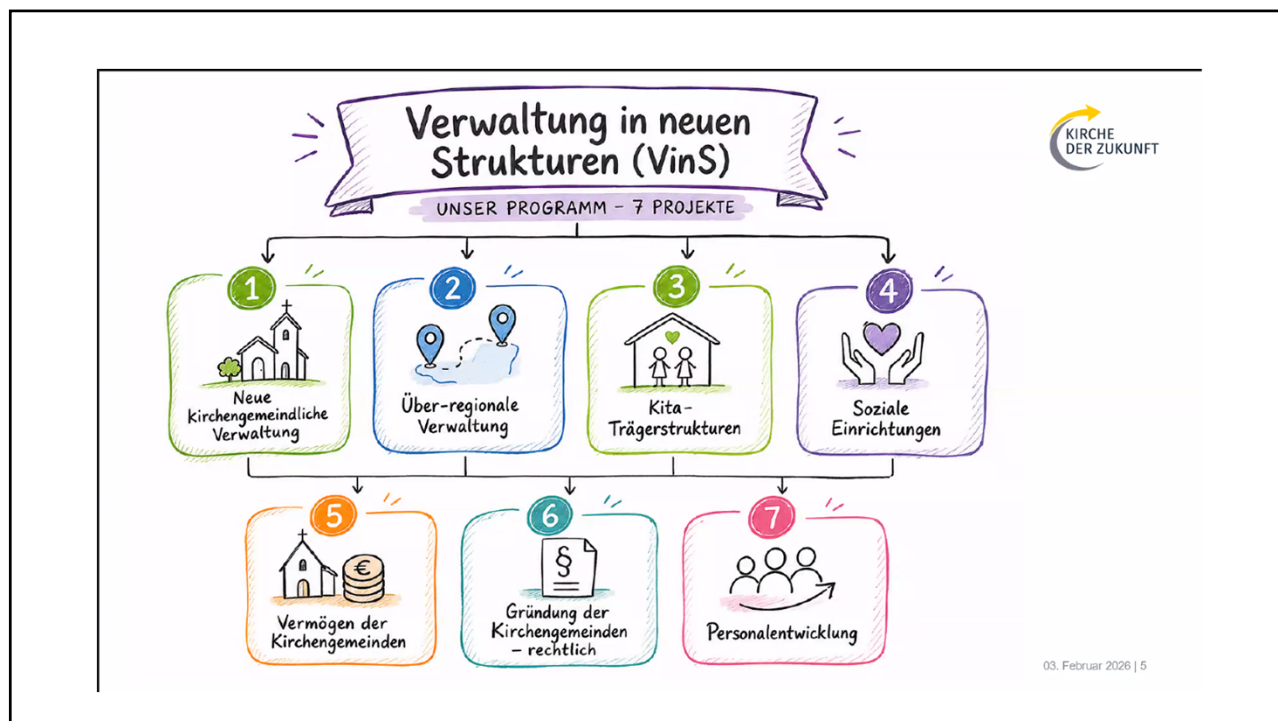 Verwaltung in neuen
Strukturen (VinS)
UNSER PROGRAMM – 7 PROJEKTE
KIRCHE
DER ZUKUNFT
1
Neue
Kirchengemeindliche
Verwaltung
2
Über-regionale
Verwaltung
3
Kita-
Trägerstrukturen
4
Soziale
Einrichtungen
5
€
Vermögen der
Kirchengemeinden
6
§
Gründung der
Kirchengemeinden
– rechtlich
7
Personalentwicklung
03. Februar 2026 | 5